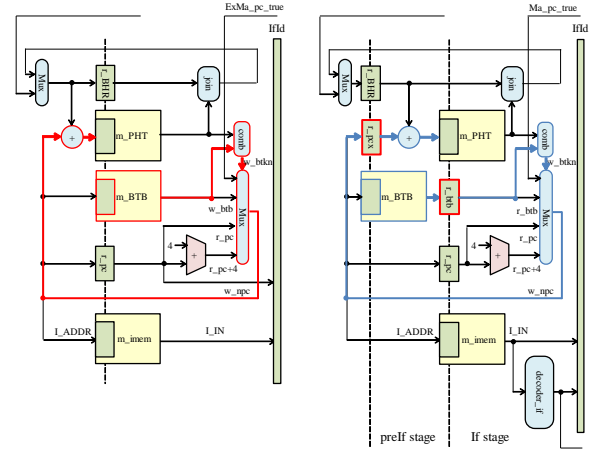 ExMa_pc_true
IfId
Mux
r_BHR
join
+
m_PHT
comb
w_btkn
m_BTB
w_btb
Mux
r_pc
r_pc
4
+
r_pc+4
w_npc
I_ADDR
m_imem
I_IN
Ma_pc_true
IfId
Mux
r_BHR
join
r_pcx
+
m_PHT
comb
w_btkn
m_BTB
r_btb
r_btb
Mux
r_pc
r_pc
4
+
r_pc+4
w_npc
I_ADDR
m_imem
I_IN
decoder_if
preIf stage
If stage